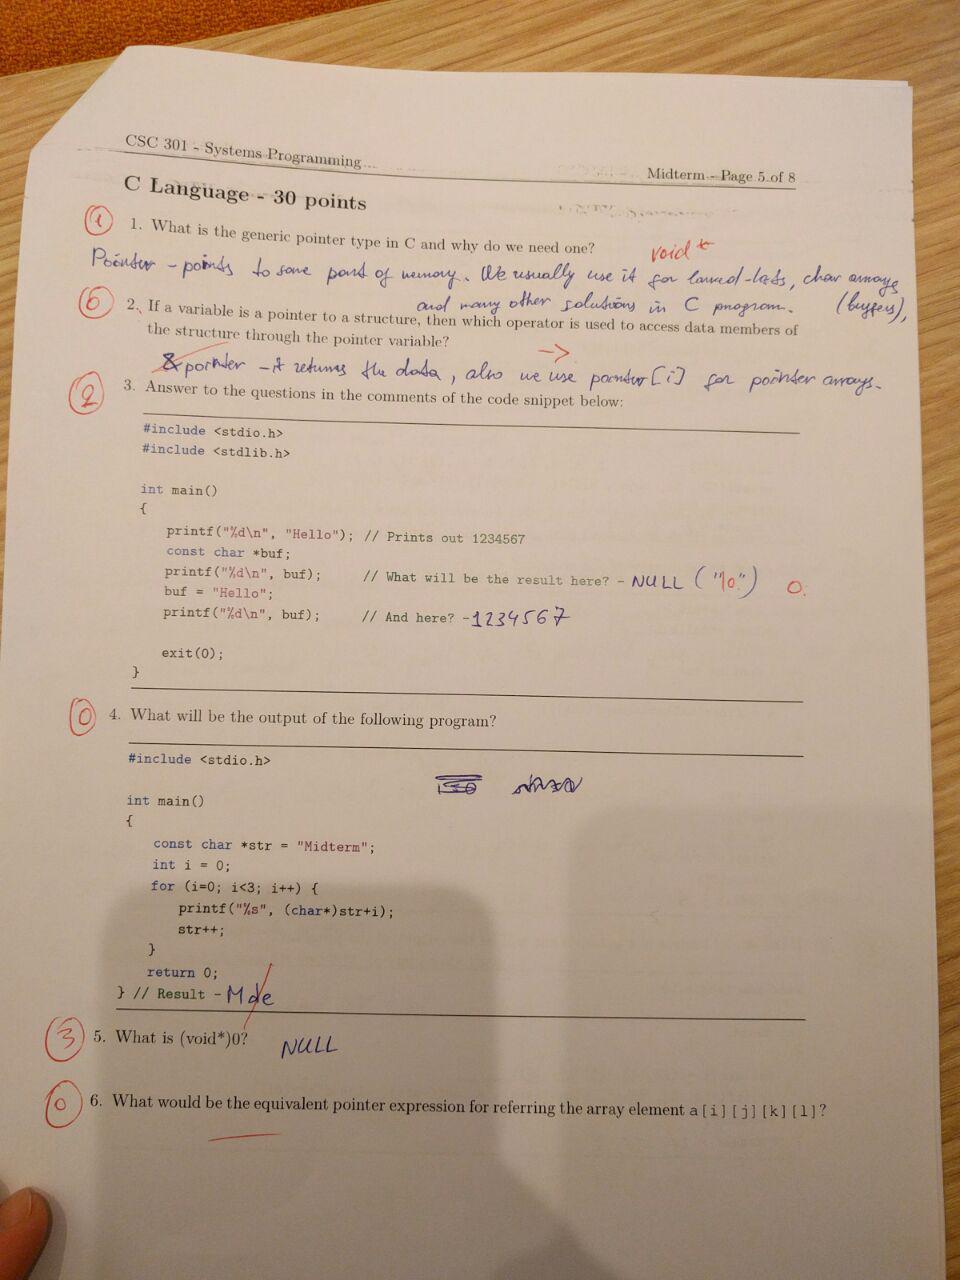 CSC 301 - Systems Programming
Midterm - Page 5 of 8
C Language - 30 points
1
1. What is the generic pointer type in C and why do we need one?
void *
Pointer - points to some part of memory. We usually use it for linked-lists, char arrays
(buffers),
and many other solutions in C program.
0
2. If a variable is a pointer to a structure, then which operator is used to access data members of
the structure through the pointer variable?
->
&pointer - it returns the data, also we use pointer[i] for pointer arrays.
2
3. Answer to the questions in the comments of the code snippet below:
#include <stdio.h>
#include <stdlib.h>
int main()
{
printf("%d\n", "Hello"); // Prints out 1234567
const char *buf;
printf("%d\n", buf); // What will be the result here? - NULL ("\0") 0.
buf = "Hello";
printf("%d\n", buf); // And here? - 1234567
exit(0);
}
0
4. What will be the output of the following program?
#include <stdio.h>
int main()
{
const char *str = "Midterm";
int i = 0;
for (i=0; i<3; i++) {
printf("%s", (char*)str+i);
str++;
}
return 0;
} // Result - Mde
3
5. What is (void*)0?
NULL
0
6. What would be the equivalent pointer expression for referring the array element a[i][j][k][l]?